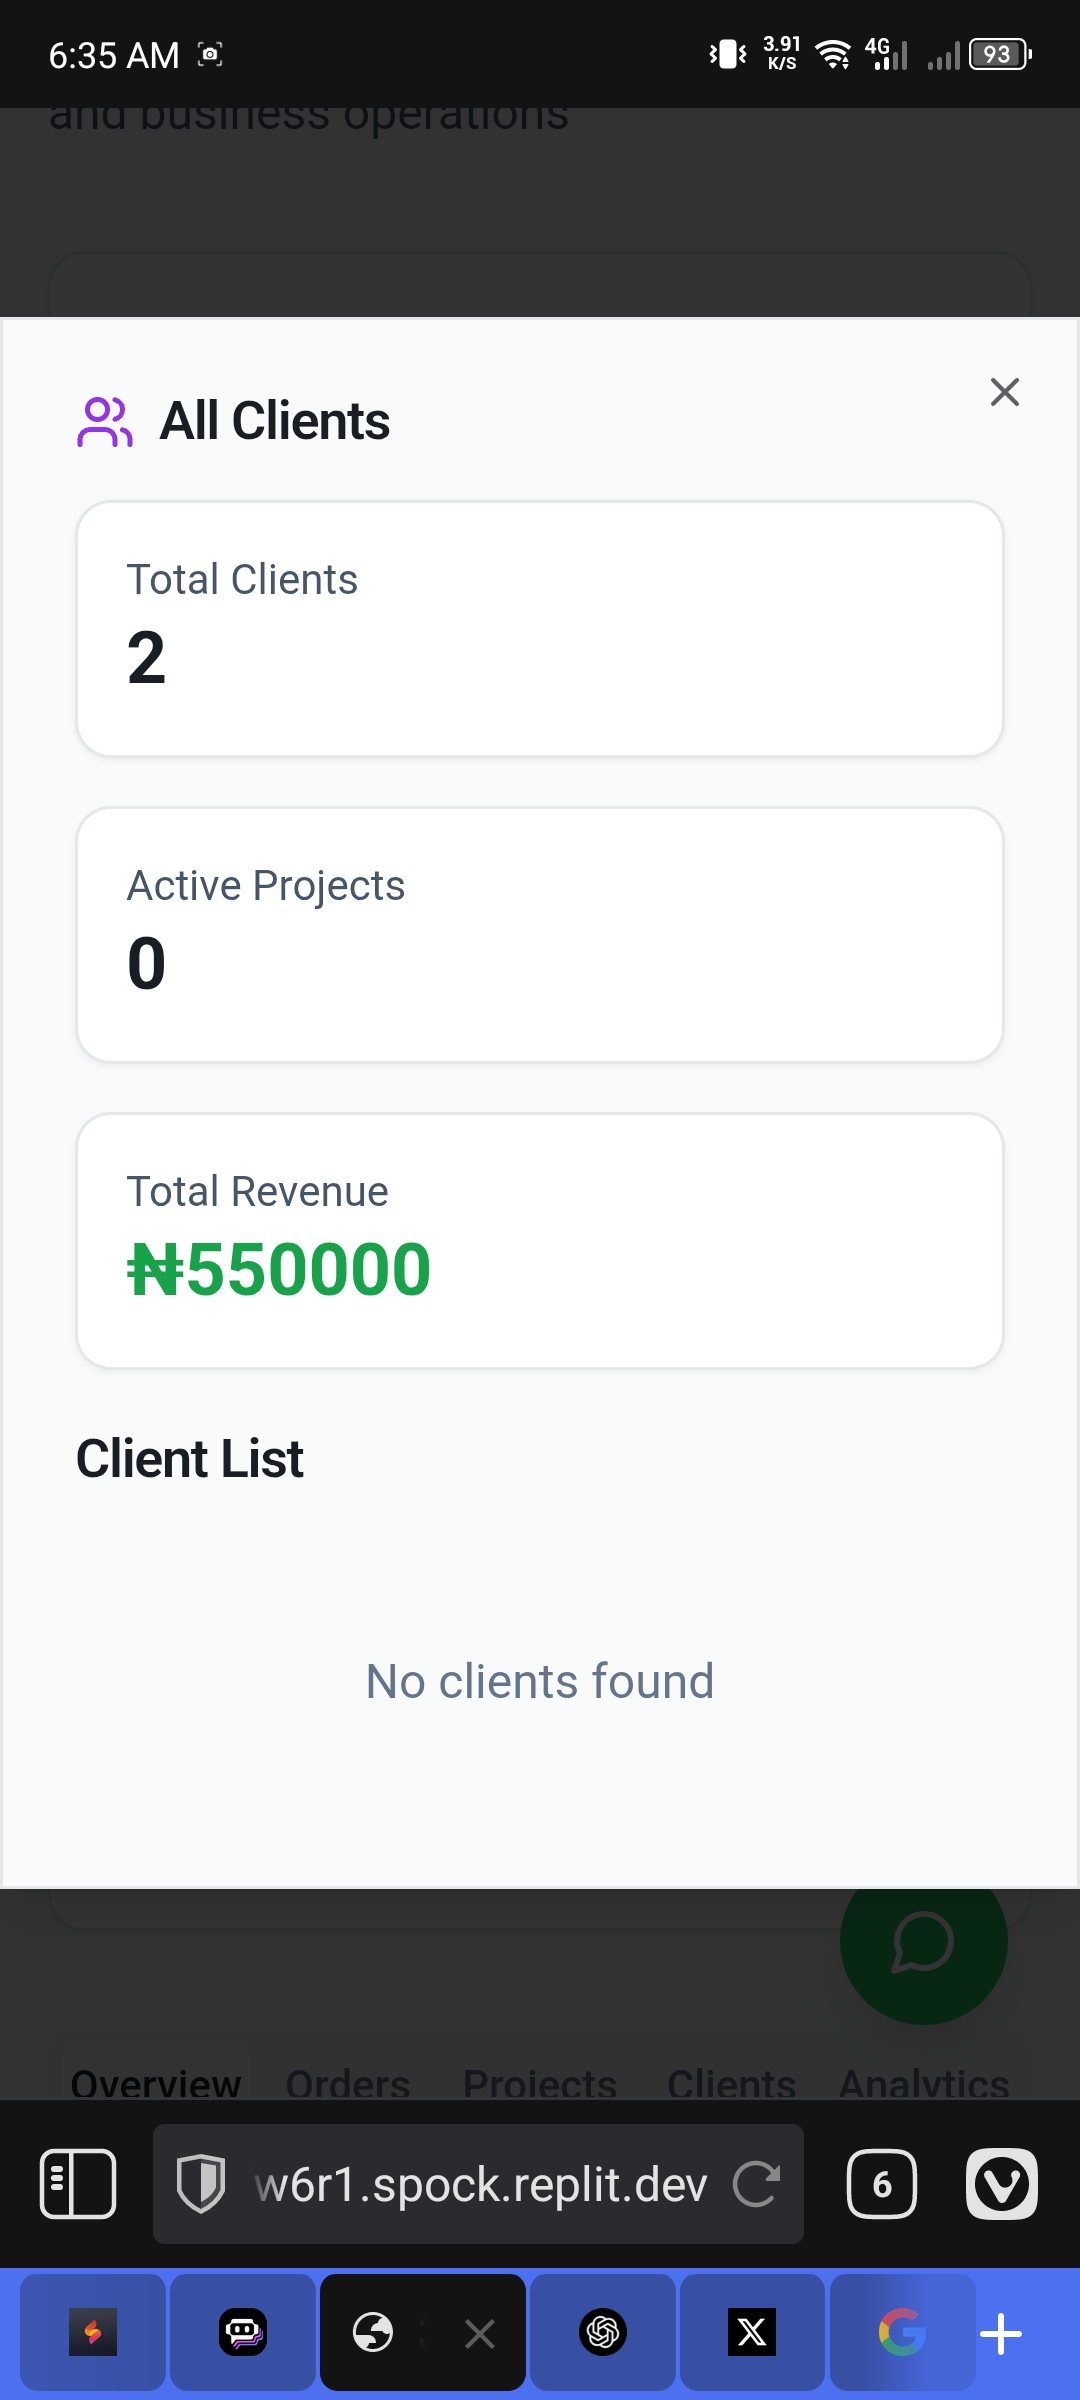 6:35 AM
3.91
K/S
4G
93
and business operations
All Clients
Total Clients
2
Active Projects
0
Total Revenue
₦550000
Client List
No clients found
Overview Orders Projects Clients Analytics
w6r1.spock.replit.dev
6